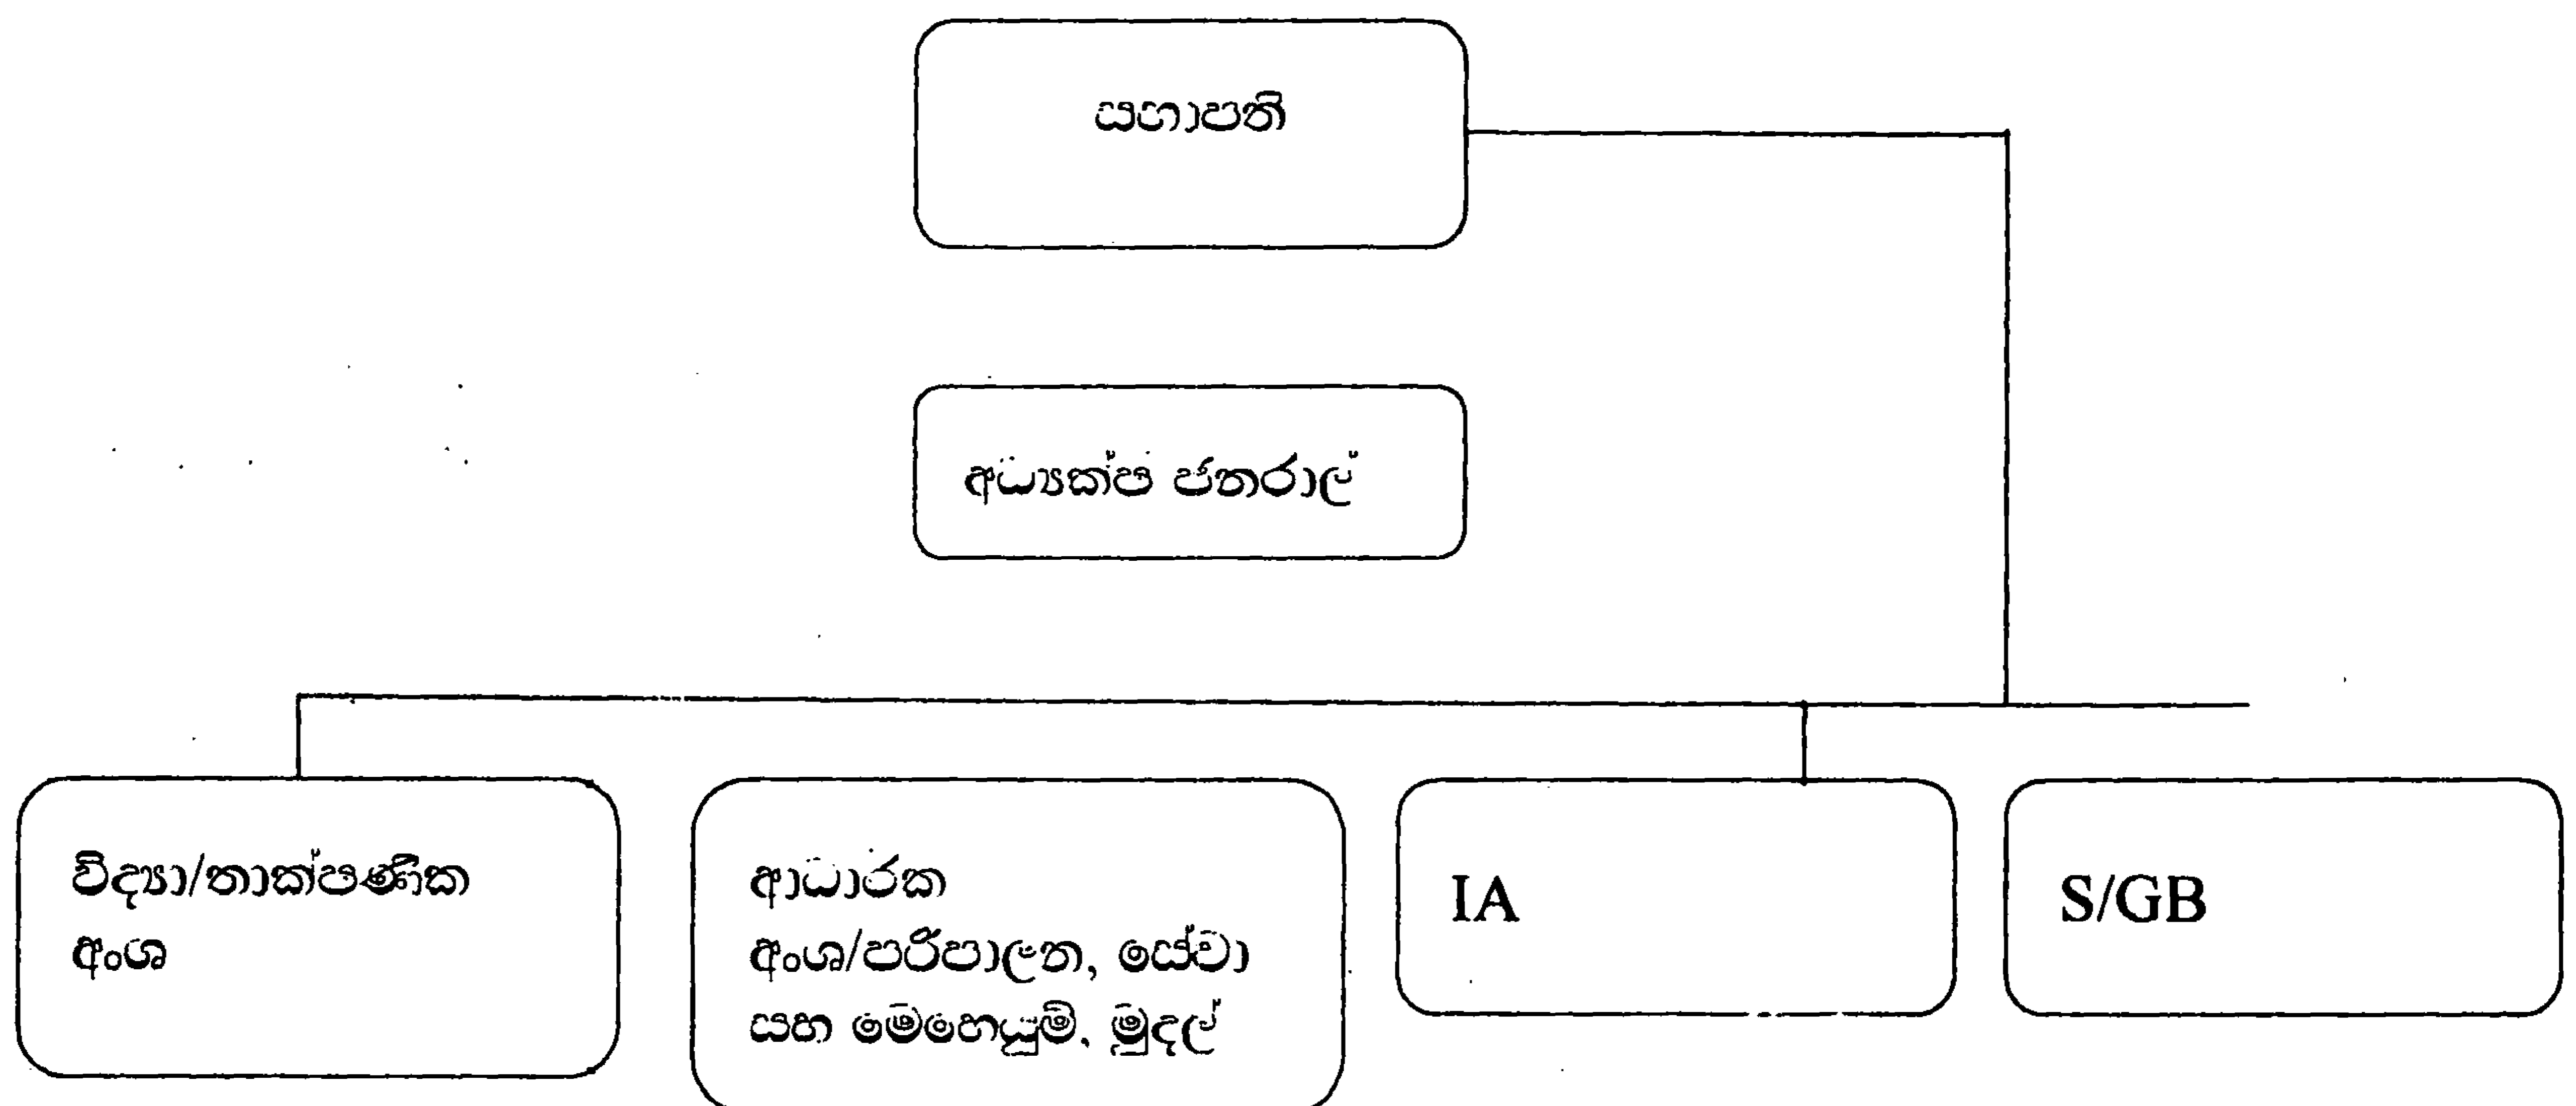 සභාපති
අධ්‍යක්ෂ ජනරාල්
විද්‍යා/තාක්ෂණික
අංශ
ආධාරක
අංශ/පරිපාලන, සේවා
සහ මෙහෙයුම්, මුදල්
IA
S/GB